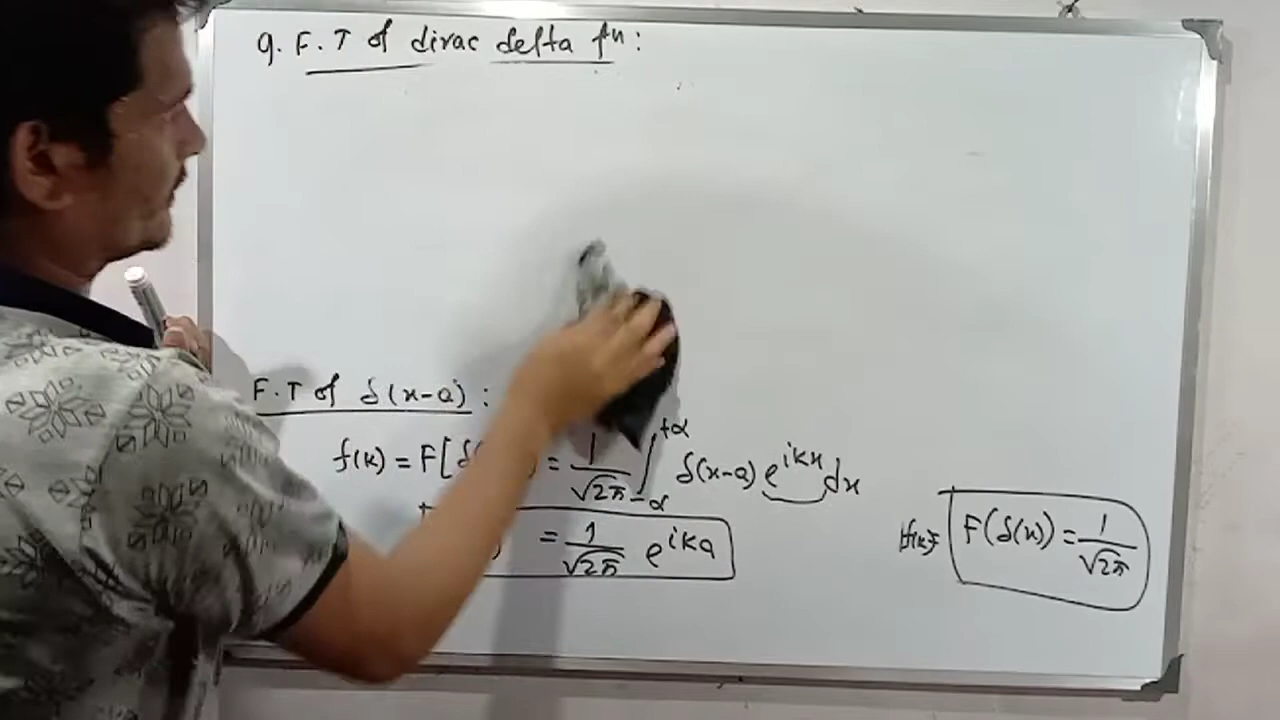 9. F.T of dirac delta fn:
F.T of δ(x-a):
f(k) = F[δ = 1/√2π ∫-α+α δ(x-a) e^ikx dx
) = 1/√2π e^ika
f(k)= F(δ(x)) = 1/√2π